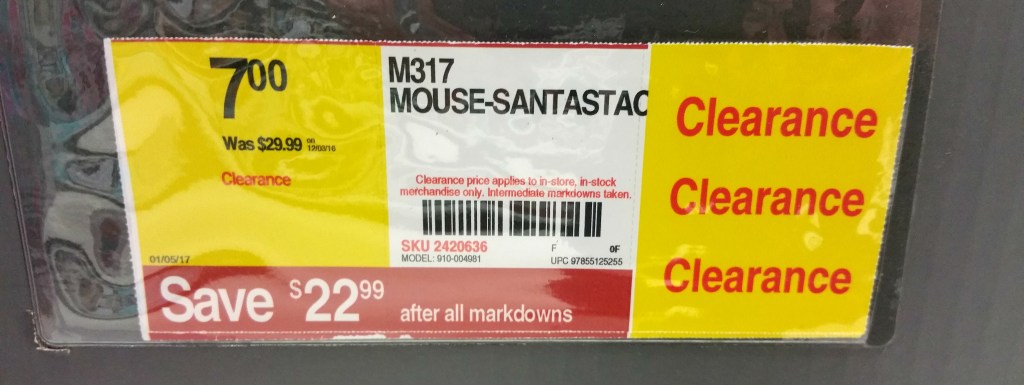 7.00
Was $29.99 on 12/03/16
Clearance
01/05/17
M317
MOUSE-SANTASTAC
Clearance price applies to in-store, in-stock
merchandise only. Intermediate markdowns taken.
SKU 2420636
F OF
MODEL: 910-004981 UPC 97855125255
Save $22.99 after all markdowns
Clearance
Clearance
Clearance